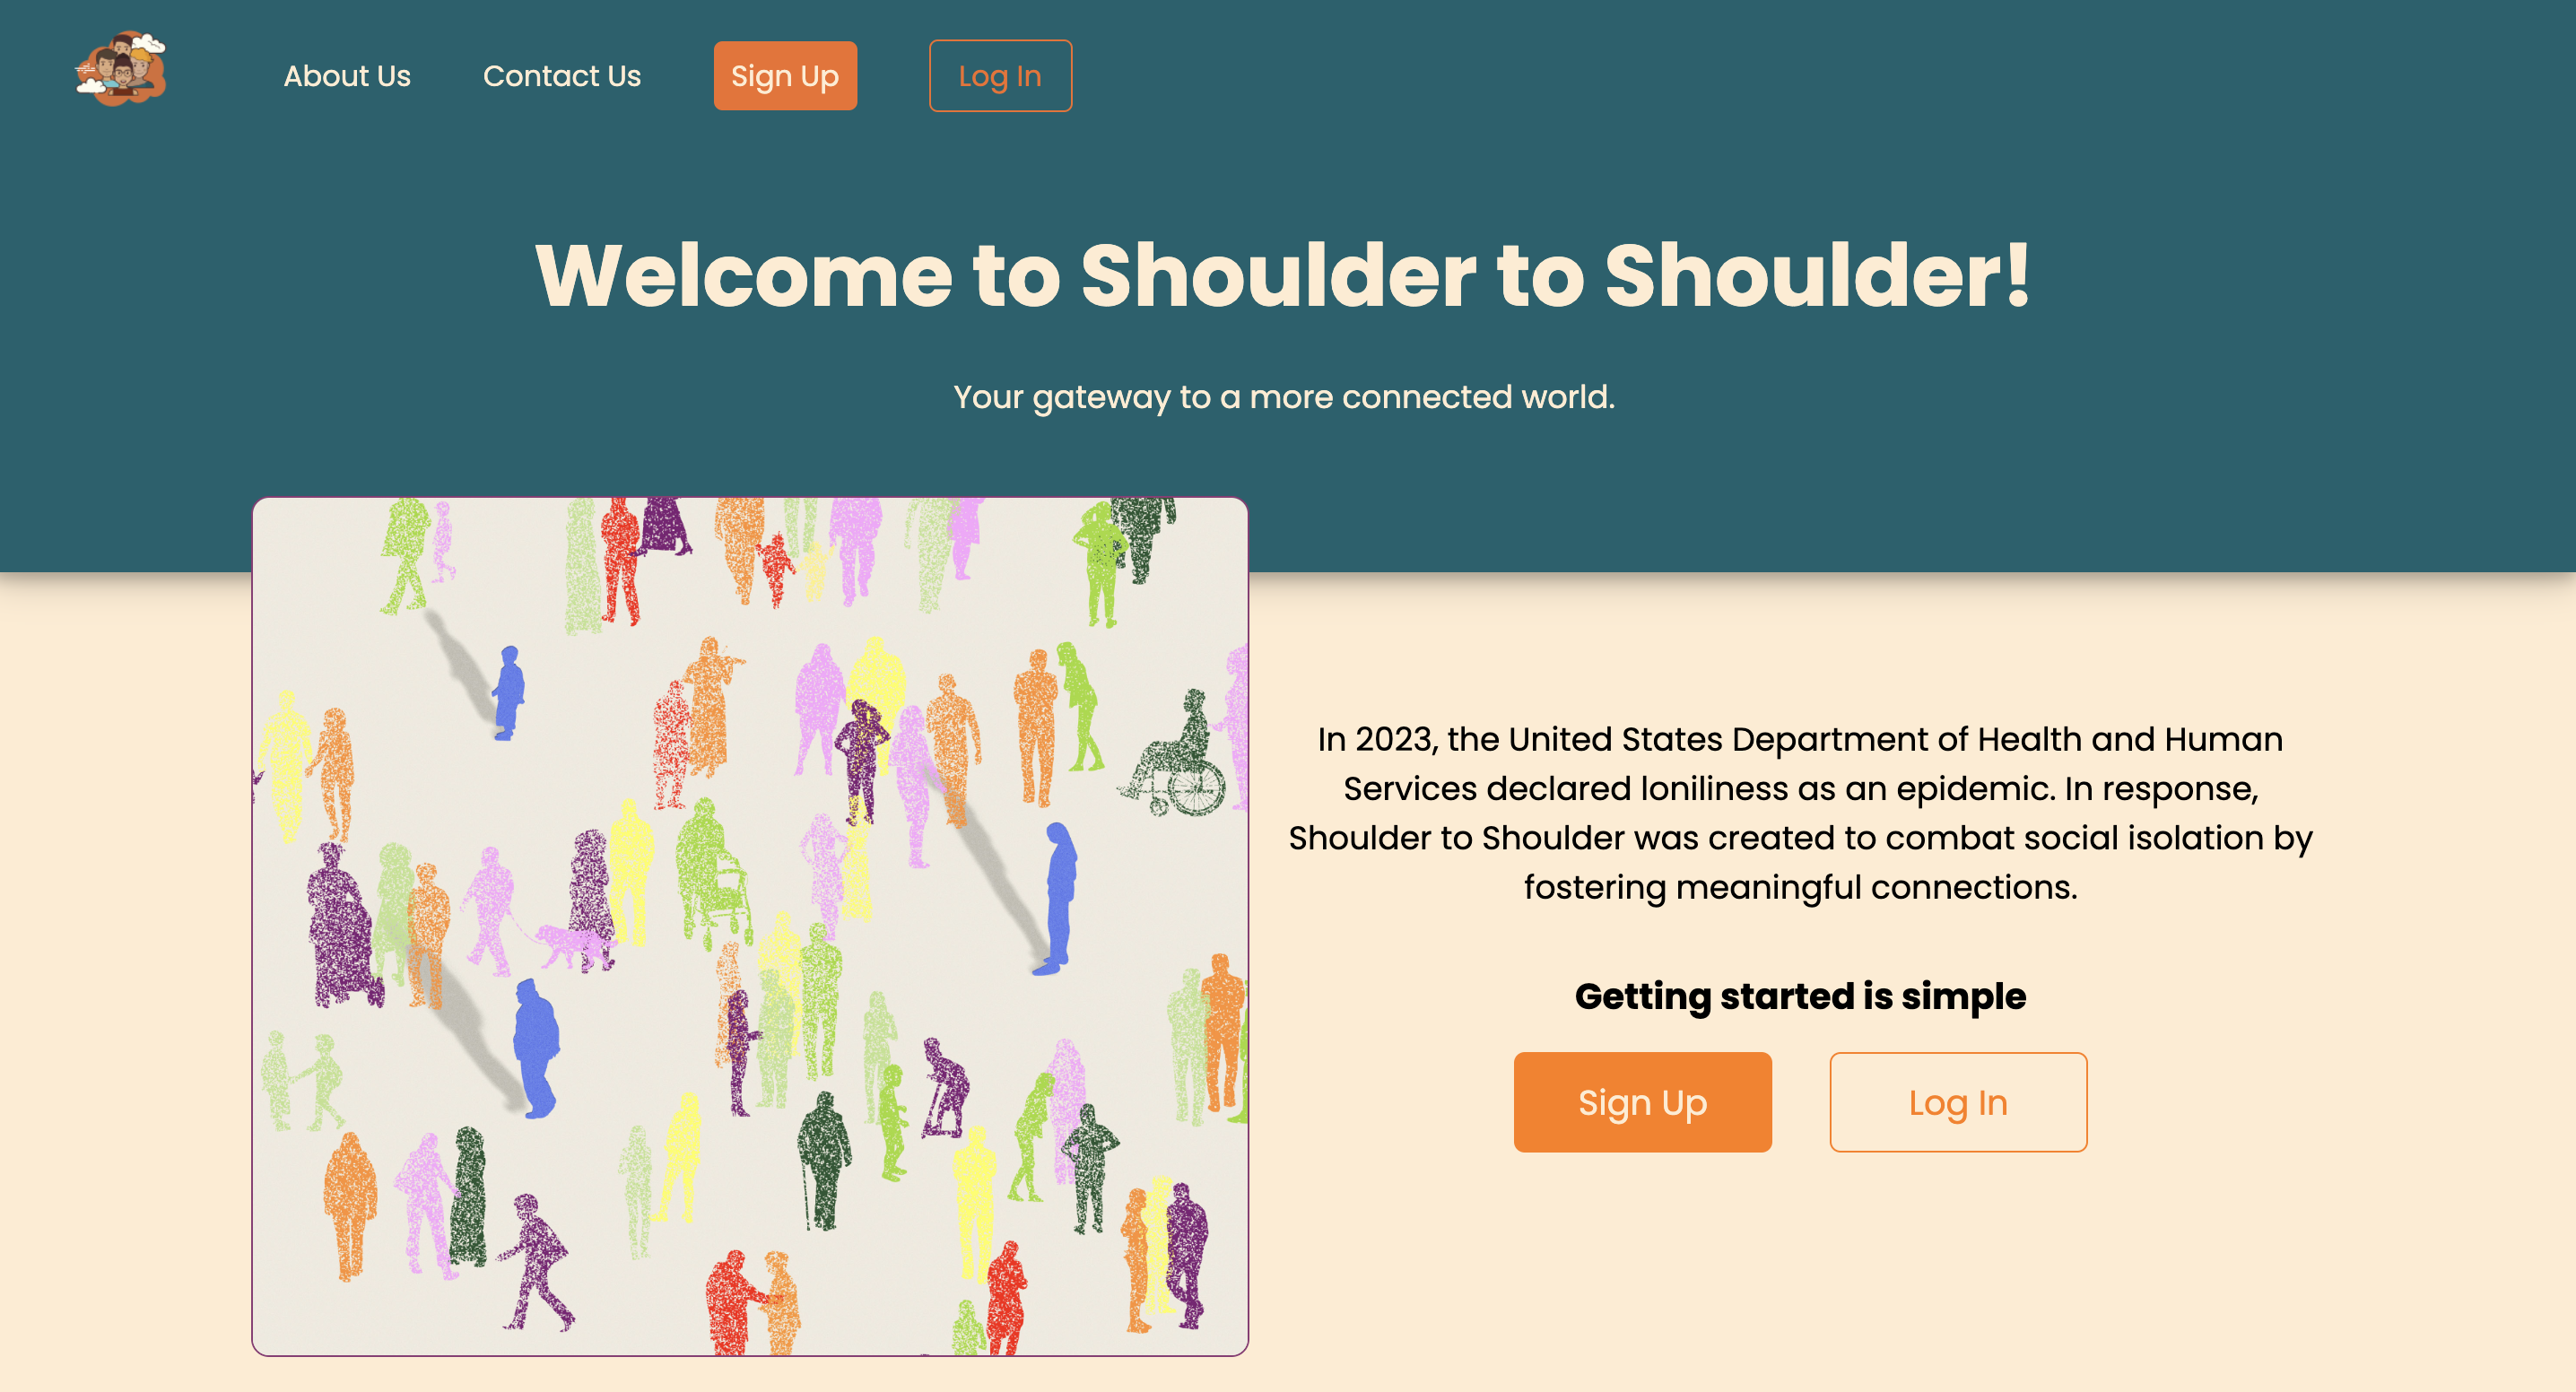 About Us
Contact Us
Sign Up
Log In
Welcome to Shoulder to Shoulder!
Your gateway to a more connected world.
In 2023, the United States Department of Health and Human
Services declared loniliness as an epidemic. In response,
Shoulder to Shoulder was created to combat social isolation by
fostering meaningful connections.
Getting started is simple
Sign Up
Log In